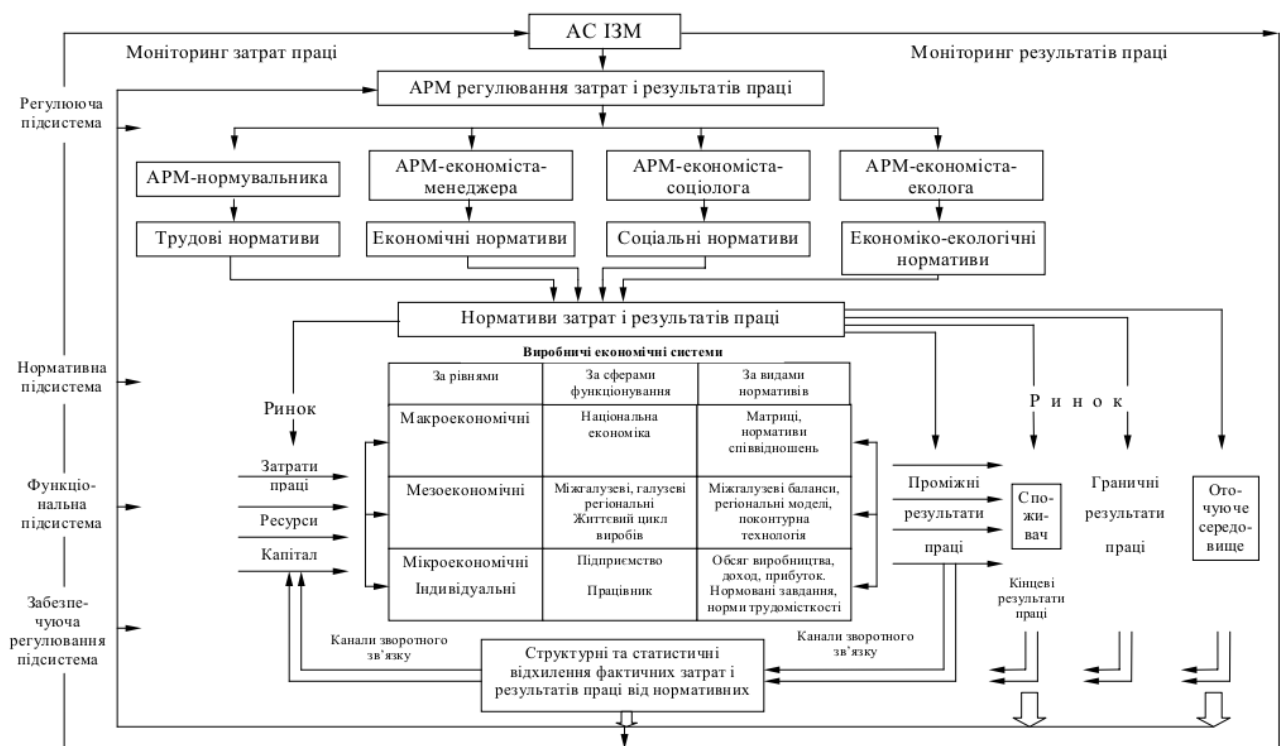 АС ІЗМ
Моніторинг затрат праці
Моніторинг результатів праці
АРМ регулювання затрат і результатів праці
Регулююча
підсистема
АРМ-нормувальника
АРМ-економіста-
менеджера
АРМ-економіста-
соціолога
АРМ-економіста-
еколога
Трудові нормативи
Економічні нормативи
Соціальні нормативи
Економіко-екологічні
нормативи
Нормативи затрат і результатів праці
Нормативна
підсистема
Виробничі економічні системи
За рівнями
За сферами
функціонування
За видами
нормативів
Макроекономічні
Національна
економіка
Матриці,
нормативи
співвідношень
Мезоекономічні
Міжгалузеві, галузеві
регіональні
Життєвий цикл
виробів
Міжгалузеві баланси,
регіональні моделі,
поконтурна
технологія
Мікроекономічні
Індивідуальні
Підприємство
Працівник
Обсяг виробництва,
доход, прибуток.
Нормовані завдання,
норми трудомісткості
Ринок
Затрати
праці
Ресурси
Капітал
Ринок
Проміжні
результати
праці
Спо-
жи-
вач
Кінцеві
результати
праці
Граничні
результати
праці
Ото-
чуюче
середо-
вище
Функціо-
нальна
підсистема
Забезпе-
чуюча
регулювання
підсистема
Канали зворотного
зв’язку
Структурні та статистичні
відхилення фактичних затрат і
результатів праці від нормативних
Канали зворотного
зв’язку